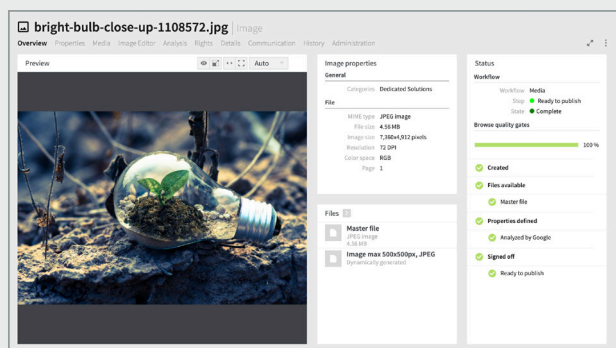 bright-bulb-close-up-1108572.jpg | Image
Overview Properties Media Image Editor Analysis Rights Details Communication History Administration
Preview
Auto
Image properties
General
Categories Dedicated Solutions
File
MIME type JPEG image
File size 4.56 MB
Image size 7,360x4,912 pixels
Resolution 72 DPI
Color space RGB
Page 1
Files 2
Master file
JPEG image
4.56 MB
Image max 500x500px, JPEG
Dynamically generated
Status
Workflow
Workflow Media
Step Ready to publish
State Complete
Browse quality gates
100 %
Created
Files available
Master file
Properties defined
Analyzed by Google
Signed off
Ready to publish